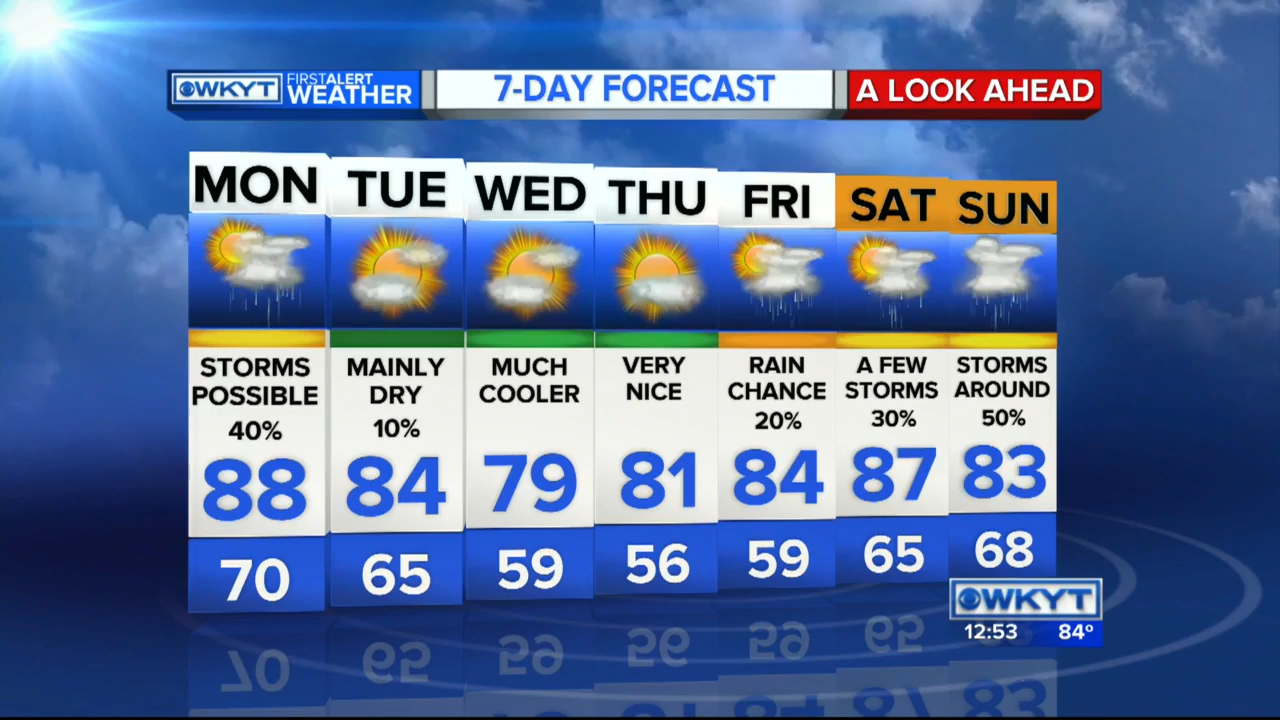 WKYT FIRST ALERT WEATHER
7-DAY FORECAST
A LOOK AHEAD
MON TUE WED THU FRI SAT SUN
STORMS POSSIBLE 40%
MAINLY DRY 10%
MUCH COOLER
VERY NICE
RAIN CHANCE 20%
A FEW STORMS 30%
STORMS AROUND 50%
88 84 79 81 84 87 83
70 65 59 56 59 65 68
WKYT
12:53 84°